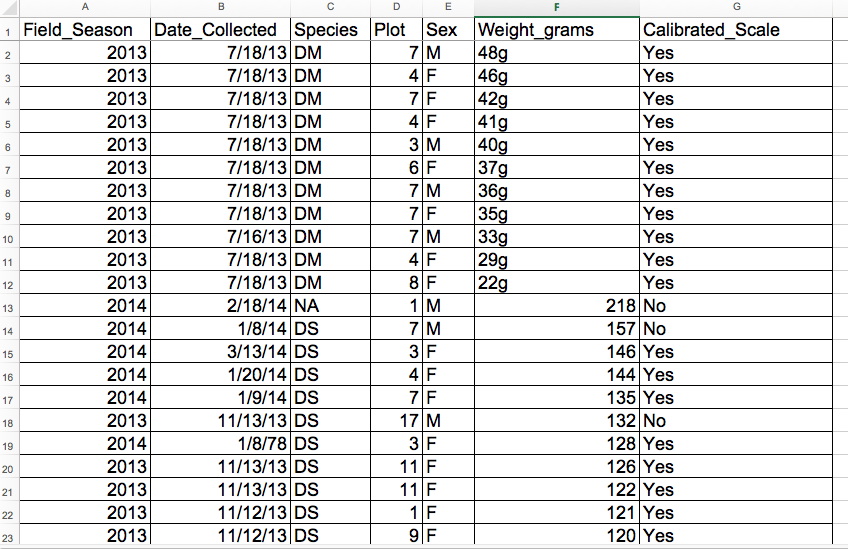 A B C D E F G
1 Field_Season Date_Collected Species Plot Sex Weight_grams Calibrated_Scale
2 2013 7/18/13 DM 7 M 48g Yes
3 2013 7/18/13 DM 4 F 46g Yes
4 2013 7/18/13 DM 7 F 42g Yes
5 2013 7/18/13 DM 4 F 41g Yes
6 2013 7/18/13 DM 3 M 40g Yes
7 2013 7/18/13 DM 6 F 37g Yes
8 2013 7/18/13 DM 7 M 36g Yes
9 2013 7/18/13 DM 7 F 35g Yes
10 2013 7/16/13 DM 7 M 33g Yes
11 2013 7/18/13 DM 4 F 29g Yes
12 2013 7/18/13 DM 8 F 22g Yes
13 2014 2/18/14 NA 1 M 218 No
14 2014 1/8/14 DS 7 M 157 No
15 2014 3/13/14 DS 3 F 146 Yes
16 2014 1/20/14 DS 4 F 144 Yes
17 2014 1/9/14 DS 7 F 135 Yes
18 2013 11/13/13 DS 17 M 132 No
19 2014 1/8/78 DS 3 F 128 Yes
20 2013 11/13/13 DS 11 F 126 Yes
21 2013 11/13/13 DS 11 F 122 Yes
22 2013 11/12/13 DS 1 F 121 Yes
23 2013 11/12/13 DS 9 F 120 Yes